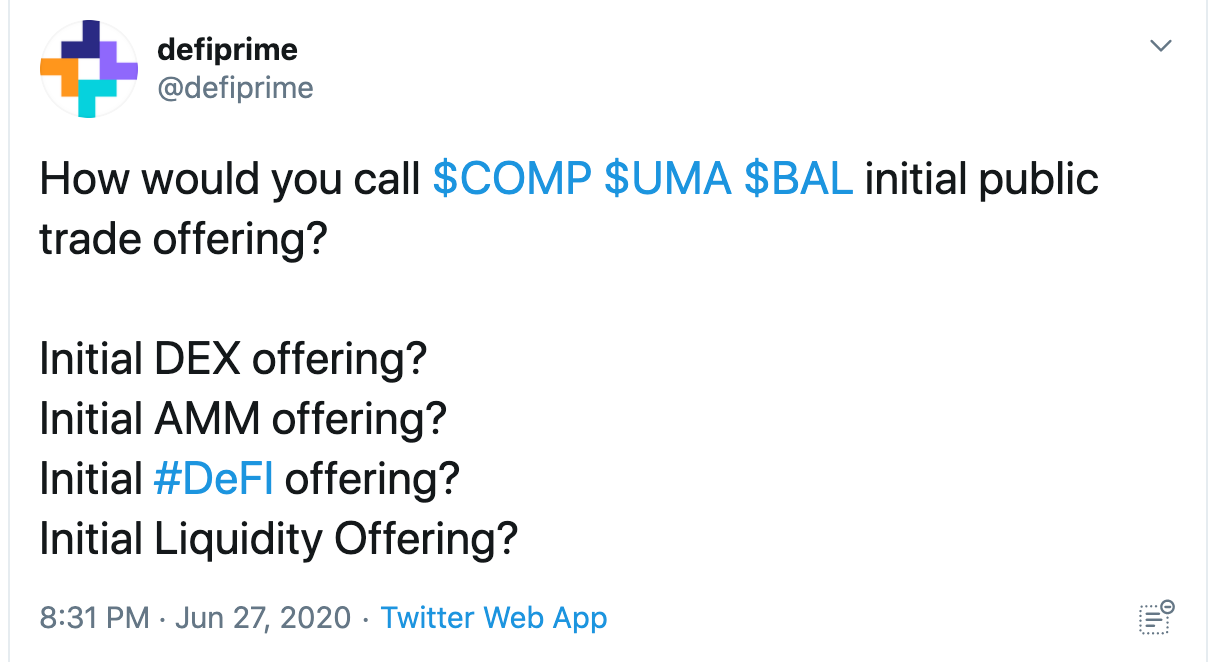 defiprime
@defiprime
How would you call $COMP $UMA $BAL initial public
trade offering?
Initial DEX offering?
Initial AMM offering?
Initial #DeFI offering?
Initial Liquidity Offering?
8:31 PM · Jun 27, 2020 · Twitter Web App